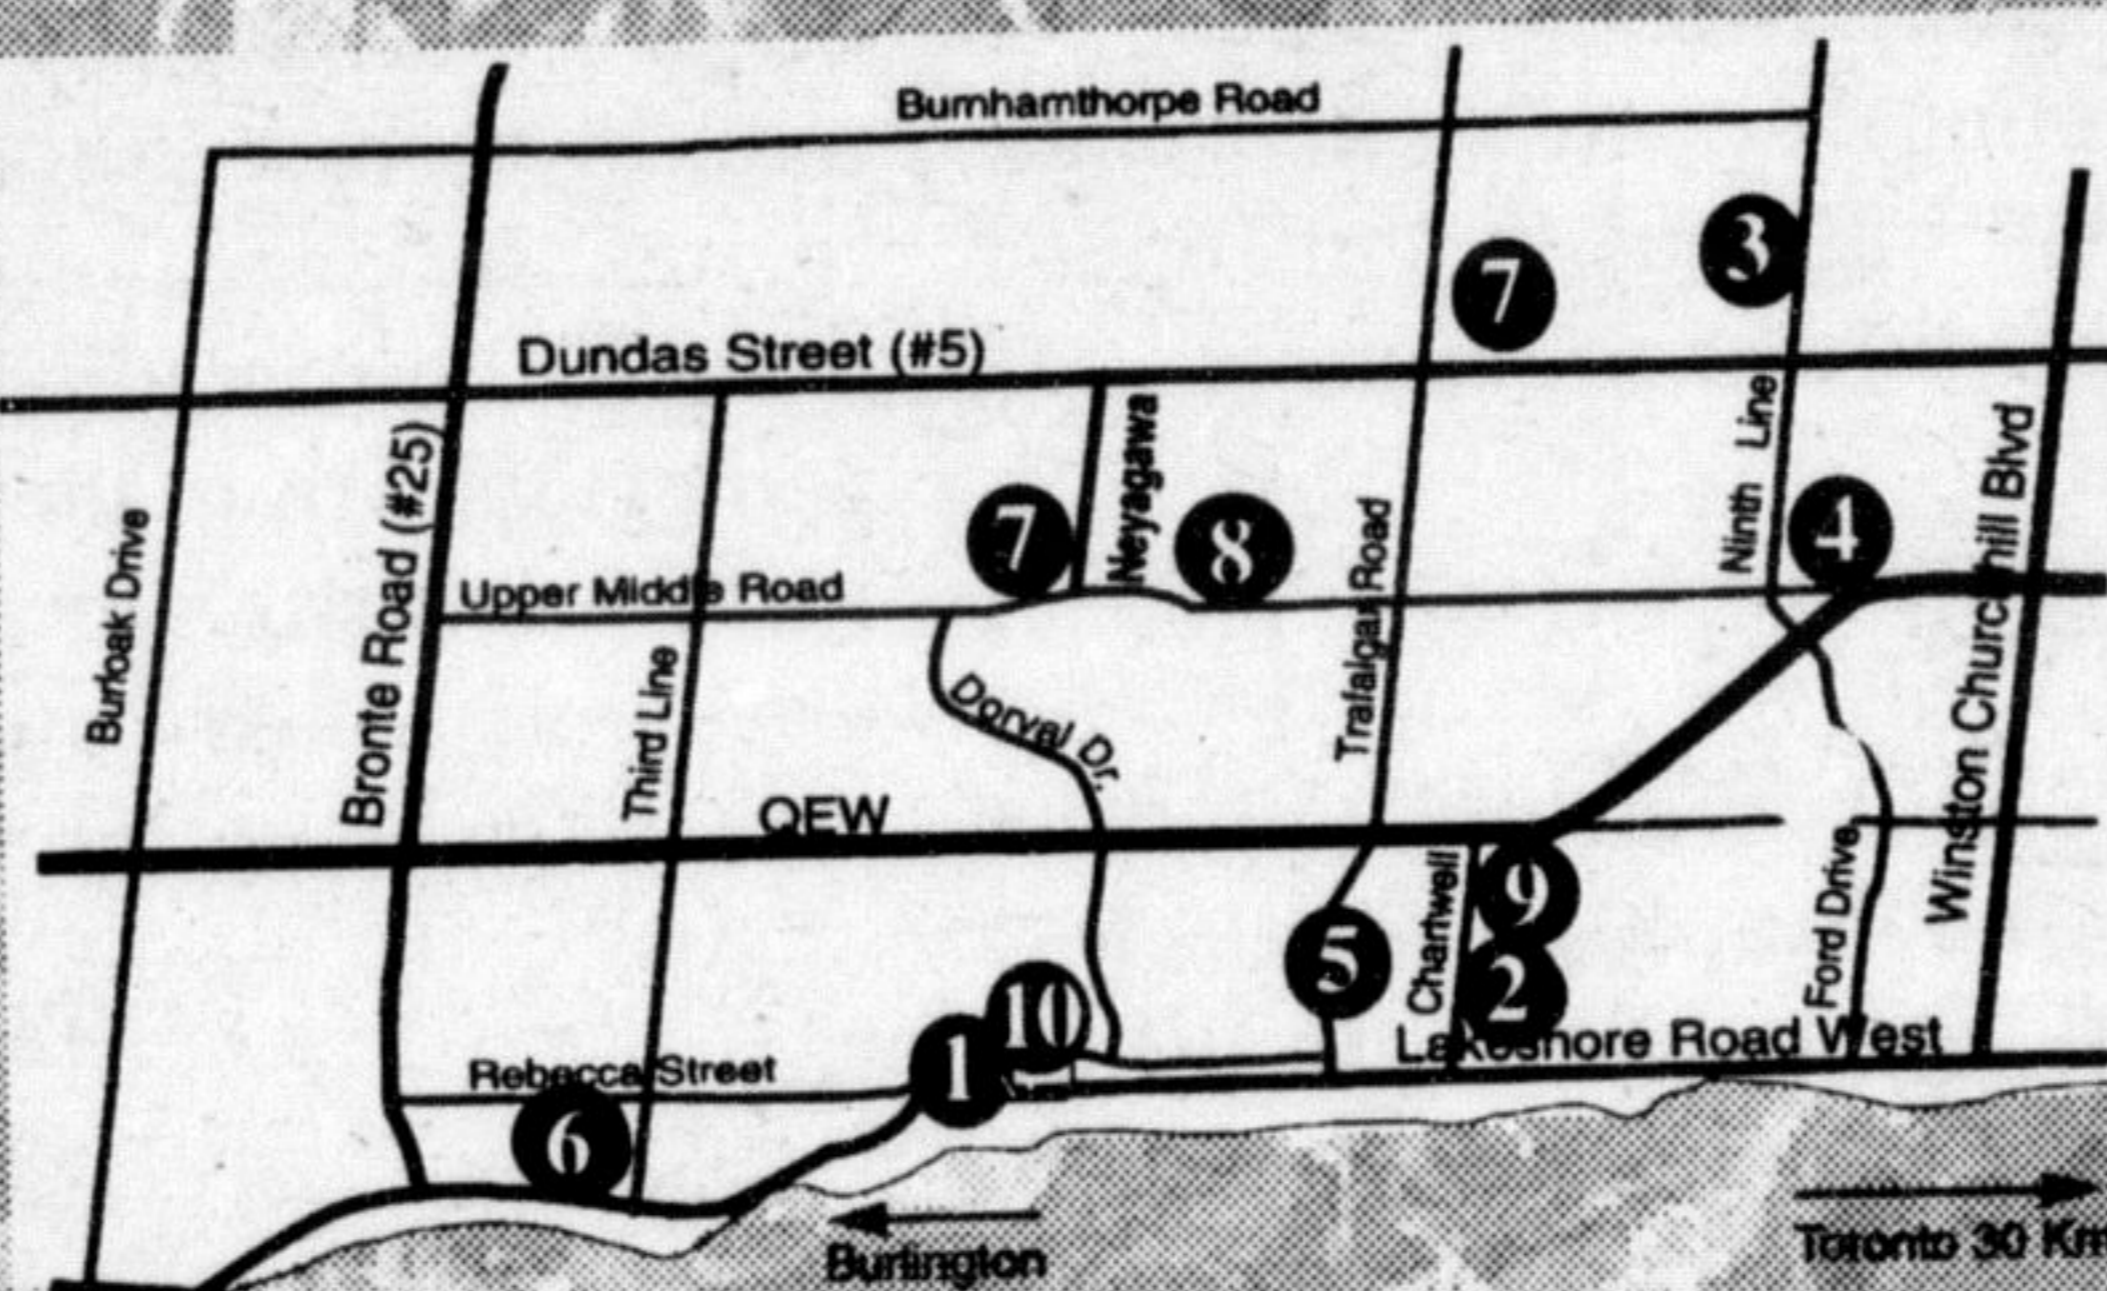 Burnhamthorpe Road
3
7
Dundas Street (#5)
Neyagawa
Ninth Line
Winston Churchill Blvd
Bronte Road (#25)
7
8
4
Trafalgar Road
Burloak Drive
Upper Middle Road
Third Line
Dorval Dr.
QEW
Chartwell
9
Ford Drive
5
2
10
1
Lakeshore Road West
Rebecca Street
6
Burlington
Toronto 30 Km